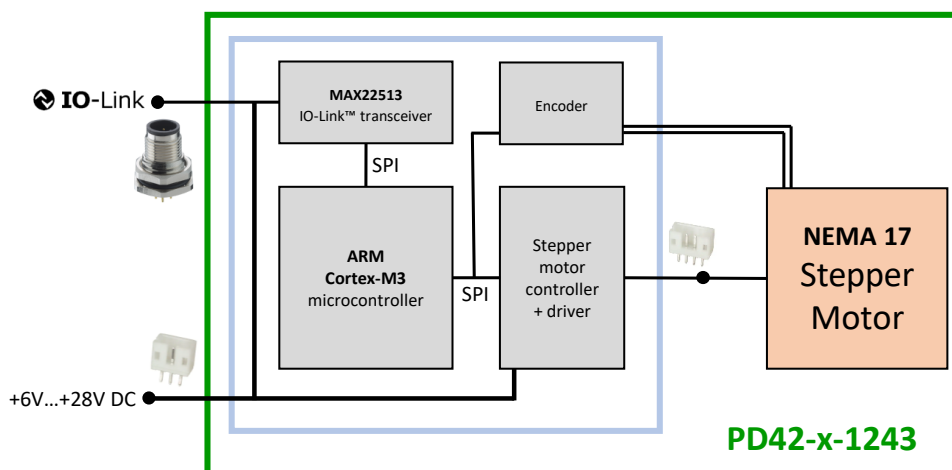 IO-Link
MAX22513
IO-Link™ transceiver
Encoder
SPI
ARM
Cortex-M3
microcontroller
SPI
Stepper
motor
controller
+ driver
NEMA 17
Stepper
Motor
+6V...+28V DC
PD42-x-1243